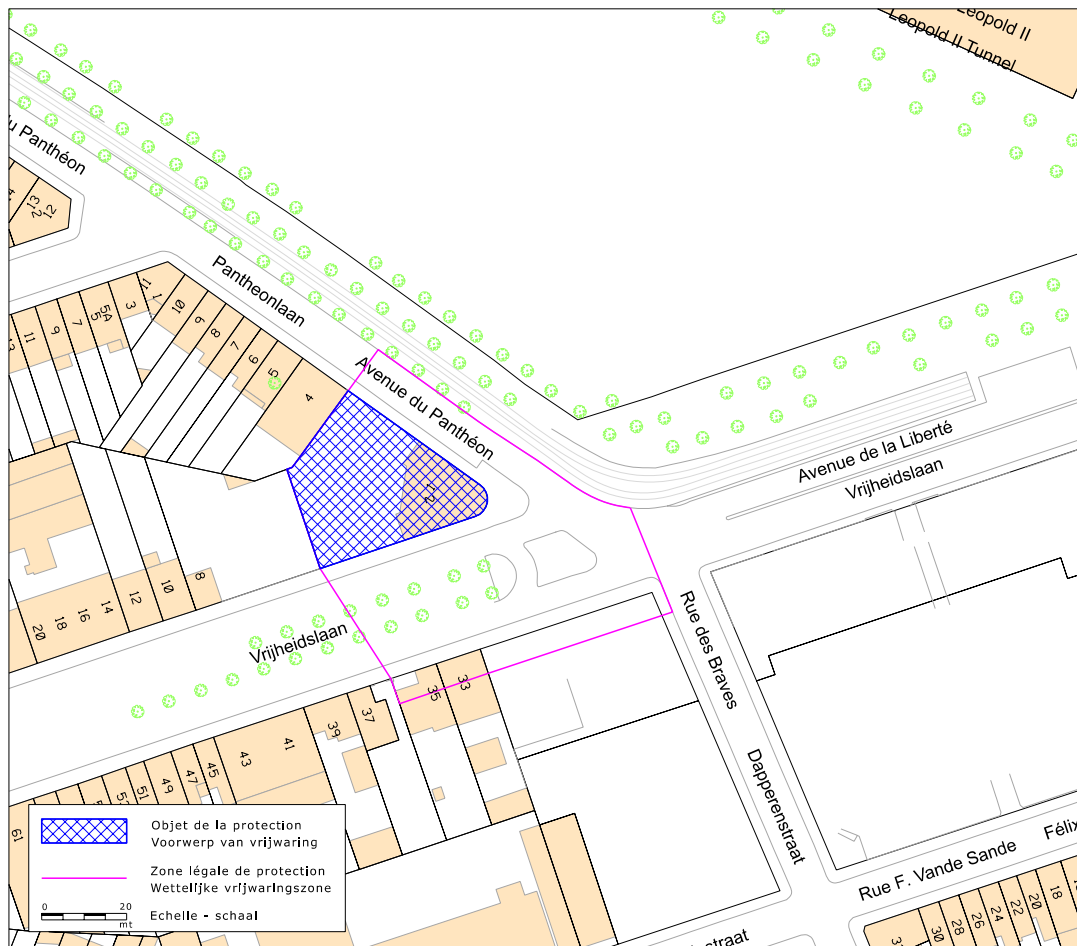 Leopold II
Leopold II Tunnel
du Panthéon
13
2
12
Pantheonlaan
11
1
3
5A
5
7
9
11
13
10
9
8
7
6
5
4
Avenue du Panthéon
Avenue de la Liberté
Vrijheidslaan
8
10
12
14
16
18
20
Vrijheidslaan
Rue des Braves
Dapperenstraat
33
35
37
39
41
43
45
47
49
51
61
Rue F. Vande Sande
Félix
30
28
26
24
22
20
18
straat
Objet de la protection
Voorwerp van vrijwaring
Zone légale de protection
Wettelijke vrijwaringszone
0 20
mt
Echelle - schaal